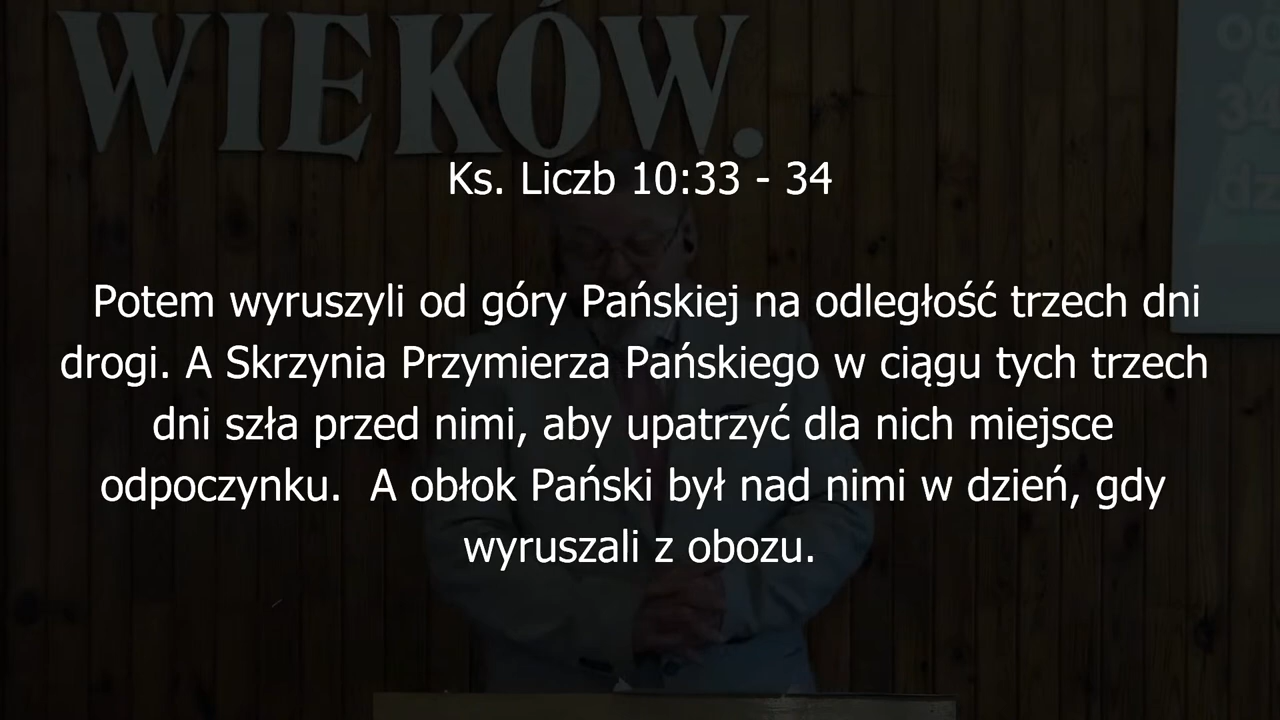 WIEKÓW.
Ks. Liczb 10:33 - 34
Potem wyruszyli od góry Pańskiej na odległość trzech dni
drogi. A Skrzynia Przymierza Pańskiego w ciągu tych trzech
dni szła przed nimi, aby upatrzyć dla nich miejsce
odpoczynku.  A obłok Pański był nad nimi w dzień, gdy
wyruszali z obozu.